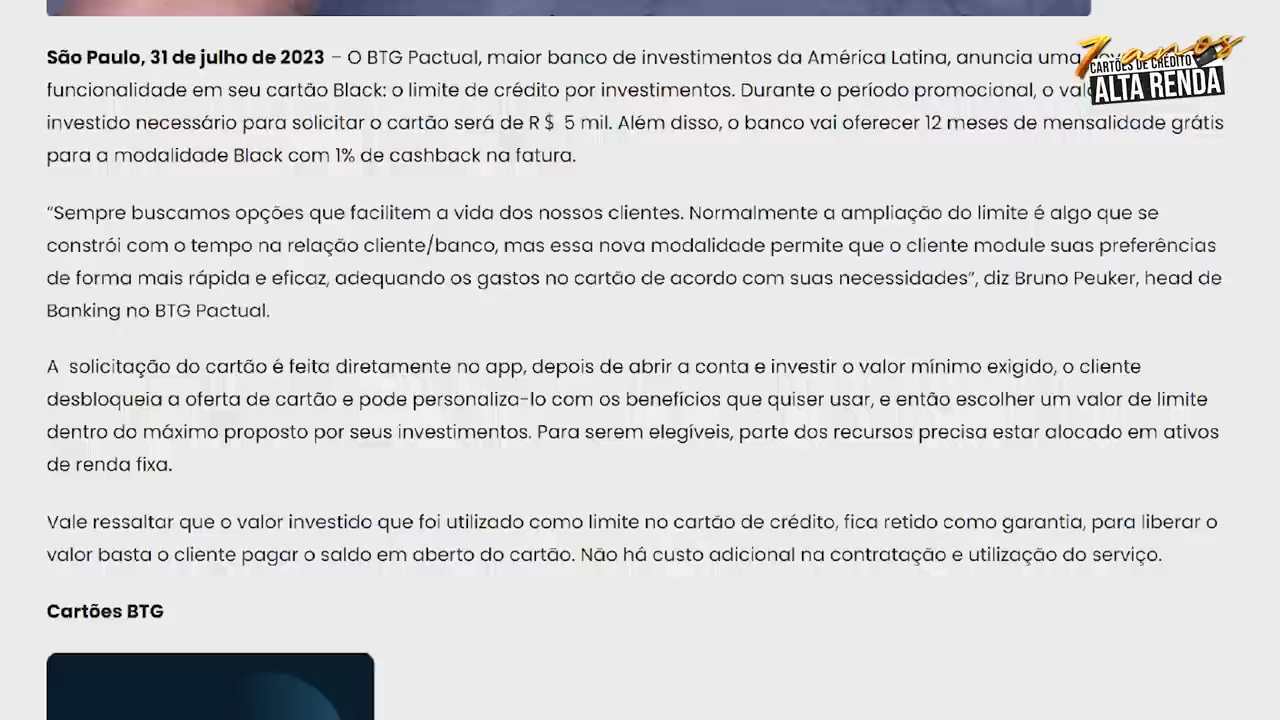 São Paulo, 31 de julho de 2023 – O BTG Pactual, maior banco de investimentos da América Latina, anuncia uma
funcionalidade em seu cartão Black: o limite de crédito por investimentos. Durante o período promocional, o
investido necessário para solicitar o cartão será de R$ 5 mil. Além disso, o banco vai oferecer 12 meses de mensalidade grátis
para a modalidade Black com 1% de cashback na fatura.
“Sempre buscamos opções que facilitem a vida dos nossos clientes. Normalmente a ampliação do limite é algo que se
constrói com o tempo na relação cliente/banco, mas essa nova modalidade permite que o cliente module suas preferências
de forma mais rápida e eficaz, adequando os gastos no cartão de acordo com suas necessidades”, diz Bruno Peuker, head de
Banking no BTG Pactual.
A solicitação do cartão é feita diretamente no app, depois de abrir a conta e investir o valor mínimo exigido, o cliente
desbloqueia a oferta de cartão e pode personaliza-lo com os benefícios que quiser usar, e então escolher um valor de limite
dentro do máximo proposto por seus investimentos. Para serem elegíveis, parte dos recursos precisa estar alocado em ativos
de renda fixa.
Vale ressaltar que o valor investido que foi utilizado como limite no cartão de crédito, fica retido como garantia, para liberar o
valor basta o cliente pagar o saldo em aberto do cartão. Não há custo adicional na contratação e utilização do serviço.
Cartões BTG
7 anos
CARTÕES DE CRÉDITO
ALTA RENDA